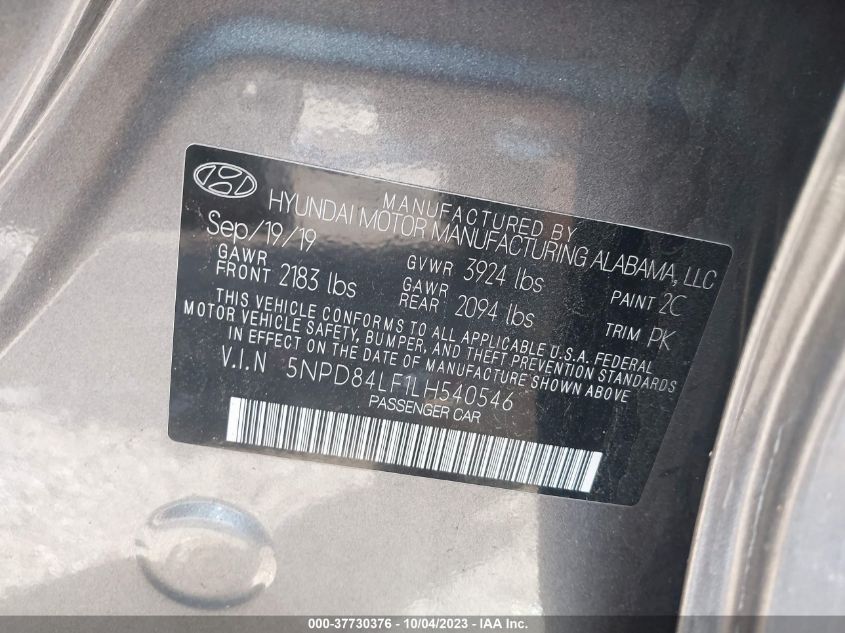 MANUFACTURED BY
HYUNDAI MOTOR MANUFACTURING ALABAMA, LLC
Sep/19/19
GVWR 3924 lbs
PAINT 2C
GAWR FRONT 2183 lbs
GAWR REAR 2094 lbs
TRIM PK
THIS VEHICLE CONFORMS TO ALL APPLICABLE U.S.A. FEDERAL
MOTOR VEHICLE SAFETY, BUMPER, AND THEFT PREVENTION STANDARDS
IN EFFECT ON THE DATE OF MANUFACTURE SHOWN ABOVE
V.I.N 5NPD84LF1LH540546
PASSENGER CAR
000-37730376 - 10/04/2023 - IAA Inc.